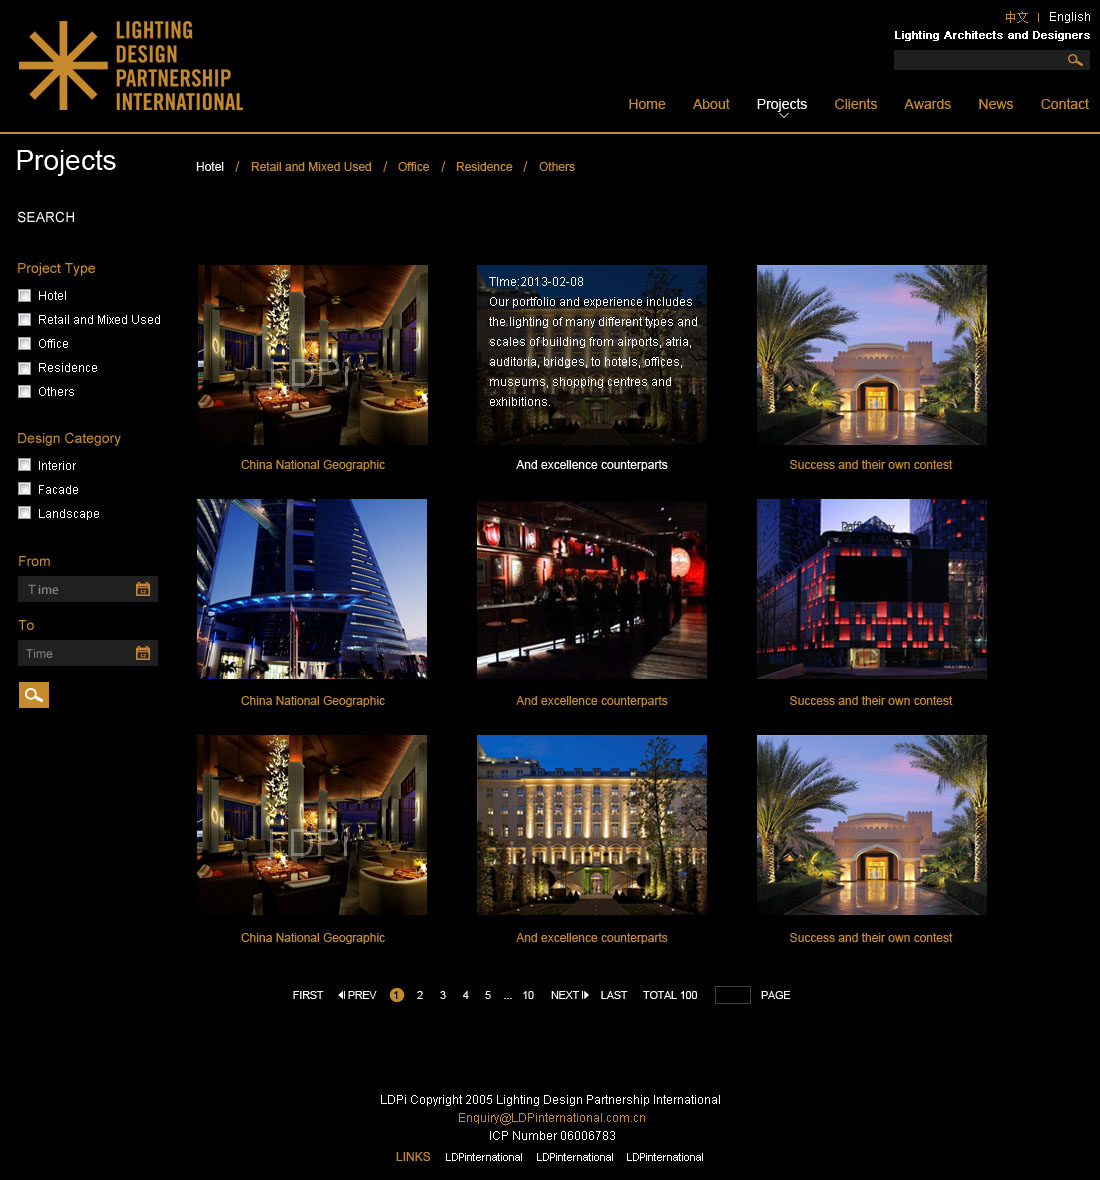 LIGHTING
DESIGN
PARTNERSHIP
INTERNATIONAL
中文 | English
Lighting Architects and Designers
Home About Projects Clients Awards News Contact
Projects
Hotel / Retail and Mixed Used / Office / Residence / Others
SEARCH
Project Type
Hotel
Retail and Mixed Used
Office
Residence
Others
Design Category
Interior
Facade
Landscape
From
Time
To
Time
LDPi
TIme:2013-02-08
Our portfolio and experience includes
the lighting of many different types and
scales of building from airports, atria,
auditoria, bridges, to hotels, offices,
museums, shopping centres and
exhibitions.
China National Geographic
And excellence counterparts
Success and their own contest
China National Geographic
And excellence counterparts
Success and their own contest
LDPi
China National Geographic
And excellence counterparts
Success and their own contest
FIRST PREV 1 2 3 4 5 ... 10 NEXT LAST TOTAL 100 PAGE
LDPi Copyright 2005 Lighting Design Partnership International
Enquiry@LDPinternational.com.cn
ICP Number 06006783
LINKS LDPinternational LDPinternational LDPinternational